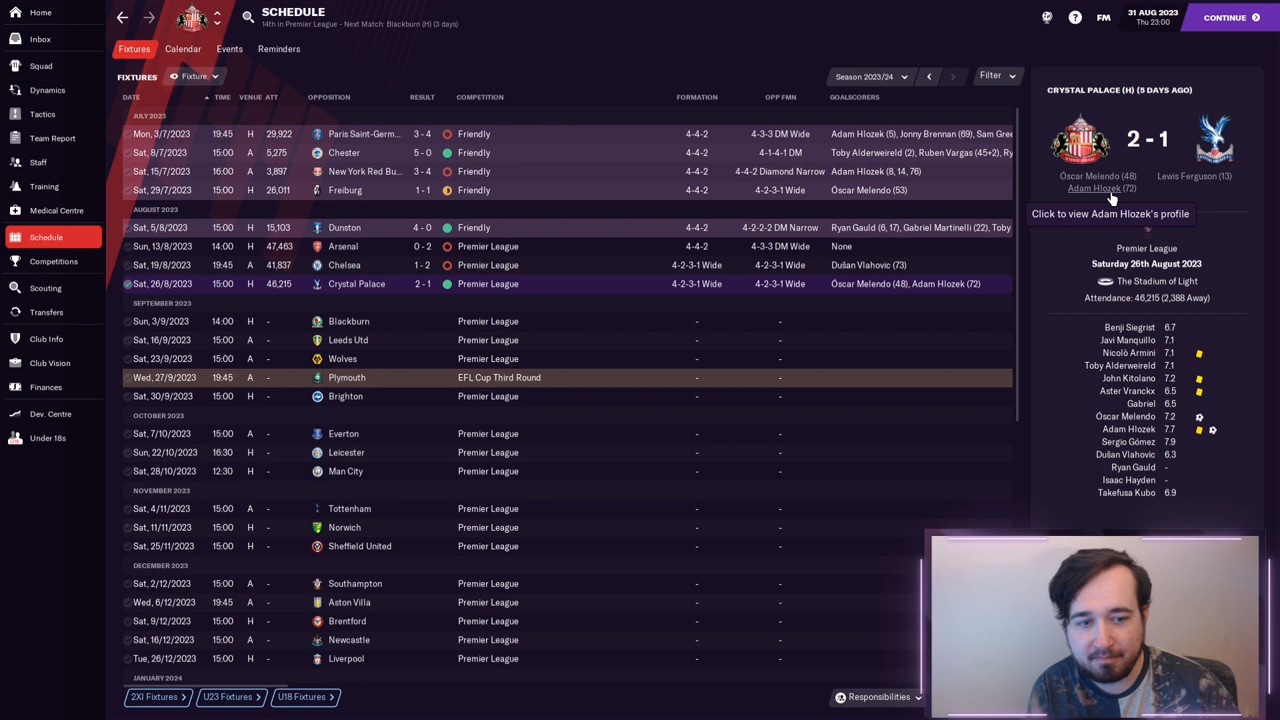 Home
Inbox
Squad
Dynamics
Tactics
Team Report
Staff
Training
Medical Centre
Schedule
Competitions
Scouting
Transfers
Club Info
Club Vision
Finances
Dev. Centre
Under 18s
SCHEDULE
14th in Premier League - Next Match: Blackburn (H) (3 days)
? FM 31 AUG 2023
Thu 23:00
CONTINUE
Fixtures Calendar Events Reminders
FIXTURES Fixture Season 2023/24 Filter
DATE TIME VENUE ATT OPPOSITION RESULT COMPETITION FORMATION OPP FMN GOALSCORERS
JULY 2023
Mon, 3/7/2023 19:45 H 29,922 Paris Saint-Germ... 3 - 4 Friendly 4-4-2 4-3-3 DM Wide Adam Hlozek (5), Jonny Brennan (69), Sam Gree
Sat, 8/7/2023 15:00 A 5,275 Chester 5 - 0 Friendly 4-4-2 4-1-4-1 DM Toby Alderweireld (2), Ruben Vargas (45+2), Ry
Sat, 15/7/2023 16:00 A 3,897 New York Red Bu... 3 - 4 Friendly 4-4-2 4-4-2 Diamond Narrow Adam Hlozek (8, 14, 76)
Sat, 29/7/2023 15:00 H 26,011 Freiburg 1 - 1 Friendly 4-4-2 4-2-3-1 Wide Óscar Melendo (53)
AUGUST 2023
Sat, 5/8/2023 15:00 H 15,103 Dunston 4 - 0 Friendly 4-4-2 4-2-2-2 DM Narrow Ryan Gauld (6, 17), Gabriel Martinelli (22), Toby
Sun, 13/8/2023 14:00 H 47,463 Arsenal 0 - 2 Premier League 4-4-2 4-3-3 DM Wide None
Sat, 19/8/2023 19:45 A 41,837 Chelsea 1 - 2 Premier League 4-2-3-1 Wide 4-2-3-1 Wide Dušan Vlahovic (73)
Sat, 26/8/2023 15:00 H 46,215 Crystal Palace 2 - 1 Premier League 4-2-3-1 Wide 4-2-3-1 Wide Óscar Melendo (48), Adam Hlozek (72)
SEPTEMBER 2023
Sun, 3/9/2023 14:00 H - Blackburn Premier League - -
Sat, 16/9/2023 15:00 A - Leeds Utd Premier League - -
Sat, 23/9/2023 15:00 A - Wolves Premier League - -
Wed, 27/9/2023 19:45 A - Plymouth EFL Cup Third Round - -
Sat, 30/9/2023 15:00 H - Brighton Premier League - -
OCTOBER 2023
Sat, 7/10/2023 15:00 A - Everton Premier League - -
Sun, 22/10/2023 16:30 H - Leicester Premier League - -
Sat, 28/10/2023 12:30 H - Man City Premier League - -
NOVEMBER 2023
Sat, 4/11/2023 15:00 A - Tottenham Premier League - -
Sat, 11/11/2023 15:00 H - Norwich Premier League - -
Sat, 25/11/2023 15:00 H - Sheffield United Premier League - -
DECEMBER 2023
Sat, 2/12/2023 15:00 A - Southampton Premier League - -
Wed, 6/12/2023 19:45 A - Aston Villa Premier League - -
Sat, 9/12/2023 15:00 H - Brentford Premier League - -
Sat, 16/12/2023 15:00 A - Newcastle Premier League - -
Tue, 26/12/2023 15:00 H - Liverpool Premier League - -
JANUARY 2024
2XI Fixtures U23 Fixtures U18 Fixtures Responsibilities
CRYSTAL PALACE (H) (5 DAYS AGO)
2 - 1
Óscar Melendo (48) Lewis Ferguson (13)
Adam Hlozek (72)
Click to view Adam Hlozek's profile
Premier League
Saturday 26th August 2023
The Stadium of Light
Attendance: 46,215 (2,388 Away)
Benji Siegrist 6.7
Javi Manquillo 7.1
Nicolò Armini 7.1
Toby Alderweireld 7.1
John Kitolano 7.2
Aster Vranckx 6.5
Gabriel 6.5
Óscar Melendo 7.2
Adam Hlozek 7.7
Sergio Gómez 7.9
Dušan Vlahovic 6.3
Ryan Gauld -
Isaac Hayden -
Takefusa Kubo 6.9